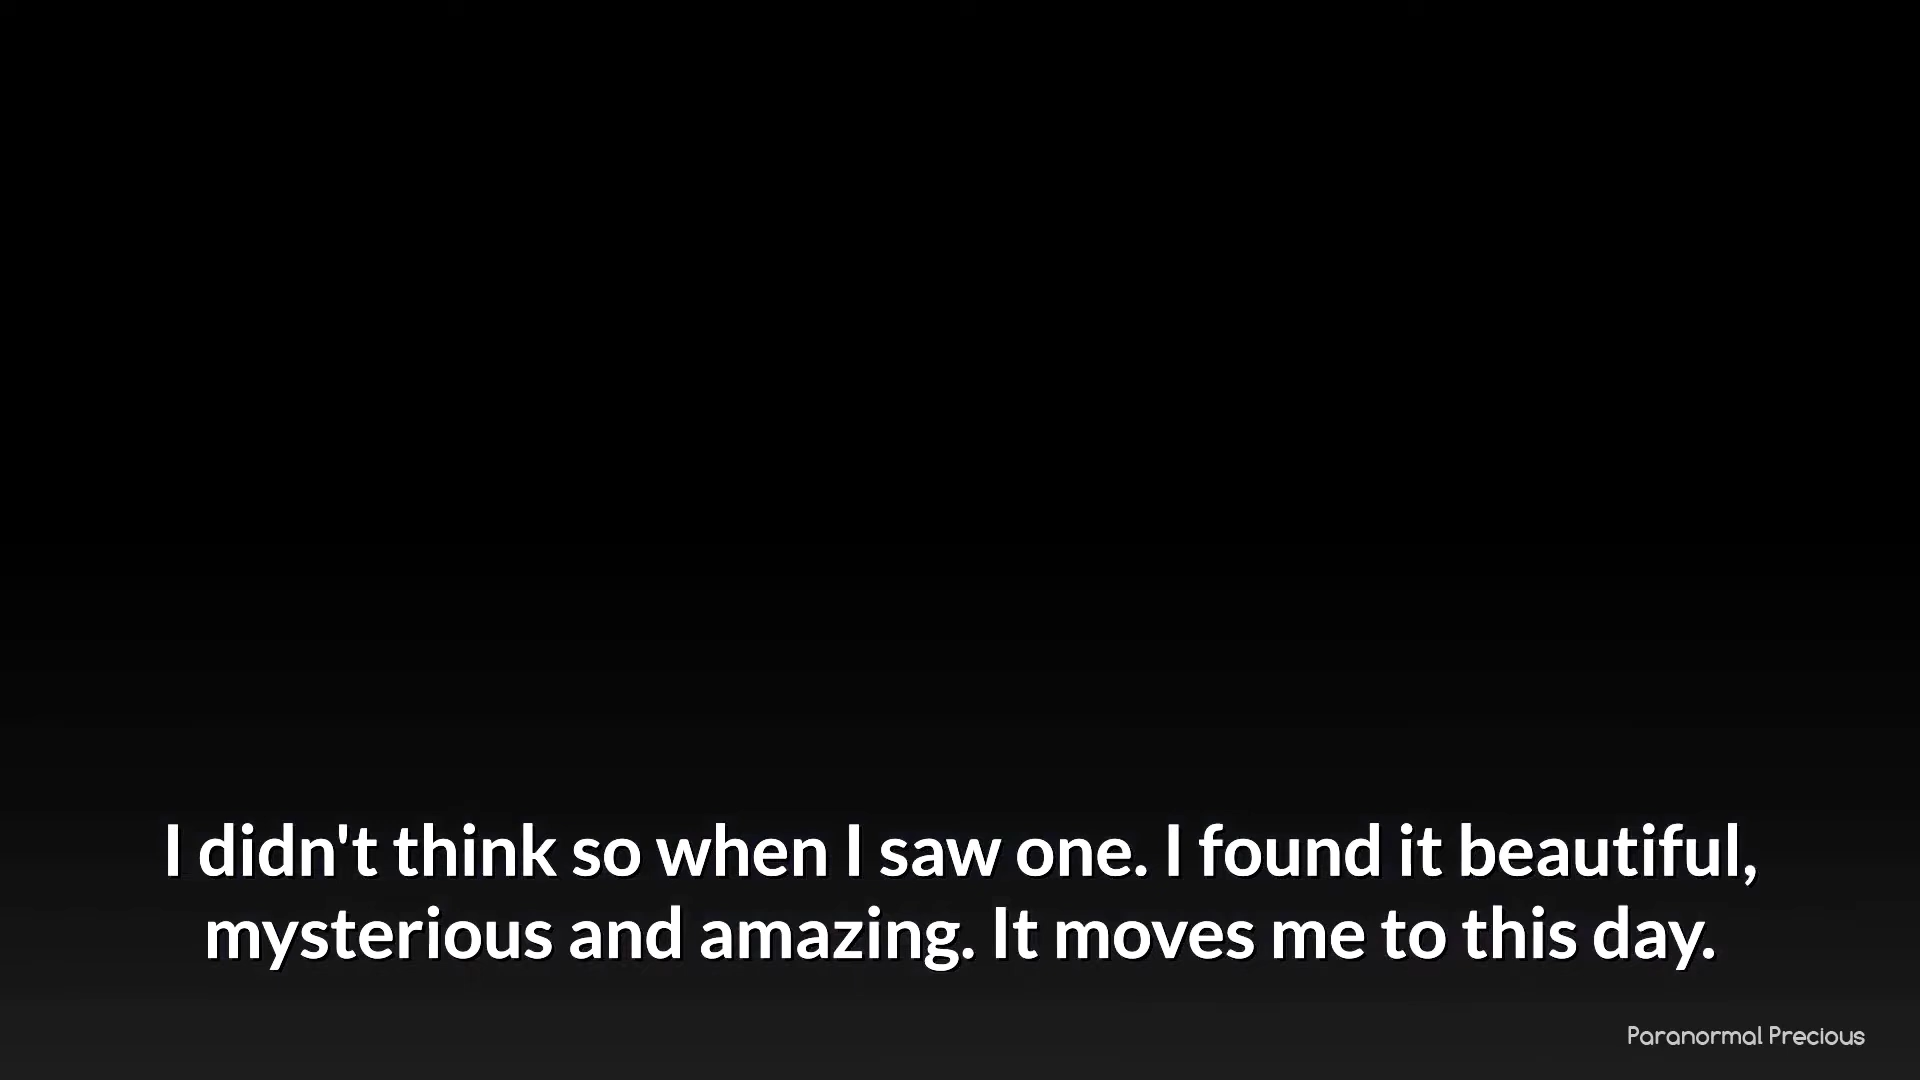 I didn't think so when I saw one. I found it beautiful,
mysterious and amazing. It moves me to this day.
Paranormal Precious